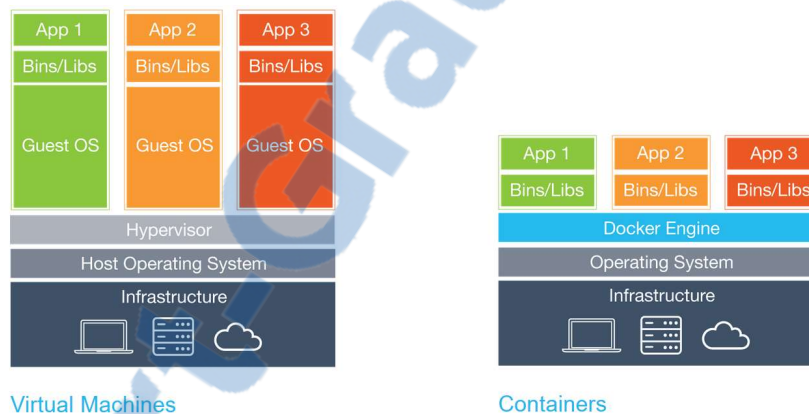 App 1 App 2 App 3
Bins/Libs Bins/Libs Bins/Libs
Guest OS Guest OS Guest OS
Hypervisor
Host Operating System
Infrastructure
Virtual Machines
App 1 App 2 App 3
Bins/Libs Bins/Libs Bins/Libs
Docker Engine
Operating System
Infrastructure
Containers